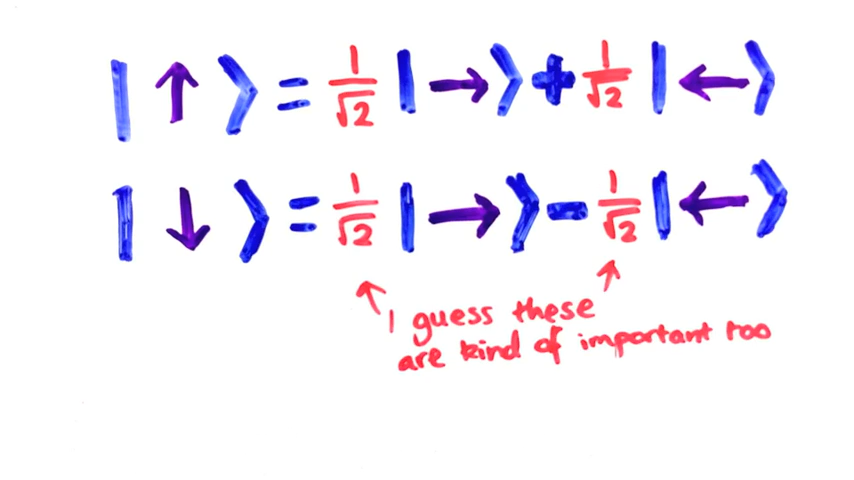 |↑⟩ = 1/√2 |→⟩ + 1/√2 |←⟩
|↓⟩ = 1/√2 |→⟩ - 1/√2 |←⟩
I guess these
are kind of important too